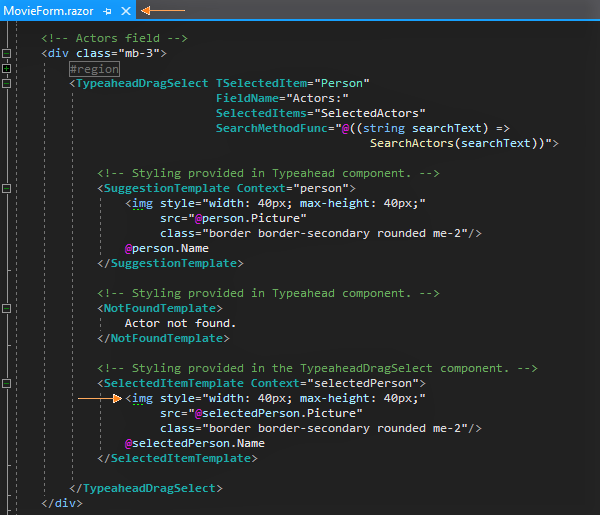 MovieForm.razor
<!-- Actors field -->
<div class="mb-3">
#region
<TypeaheadDragSelect TSelectedItem="Person"
FieldName="Actors:"
SelectedItems="SelectedActors"
SearchMethodFunc="@((string searchText) =>
SearchActors(searchText))">
<!-- Styling provided in Typeahead component. -->
<SuggestionTemplate Context="person">
<img style="width: 40px; max-height: 40px;"
src="@person.Picture"
class="border border-secondary rounded me-2"/>
@person.Name
</SuggestionTemplate>
<!-- Styling provided in Typeahead component. -->
<NotFoundTemplate>
Actor not found.
</NotFoundTemplate>
<!-- Styling provided in the TypeaheadDragSelect component. -->
<SelectedItemTemplate Context="selectedPerson">
<img style="width: 40px; max-height: 40px;"
src="@selectedPerson.Picture"
class="border border-secondary rounded me-2"/>
@selectedPerson.Name
</SelectedItemTemplate>
</TypeaheadDragSelect>
</div>